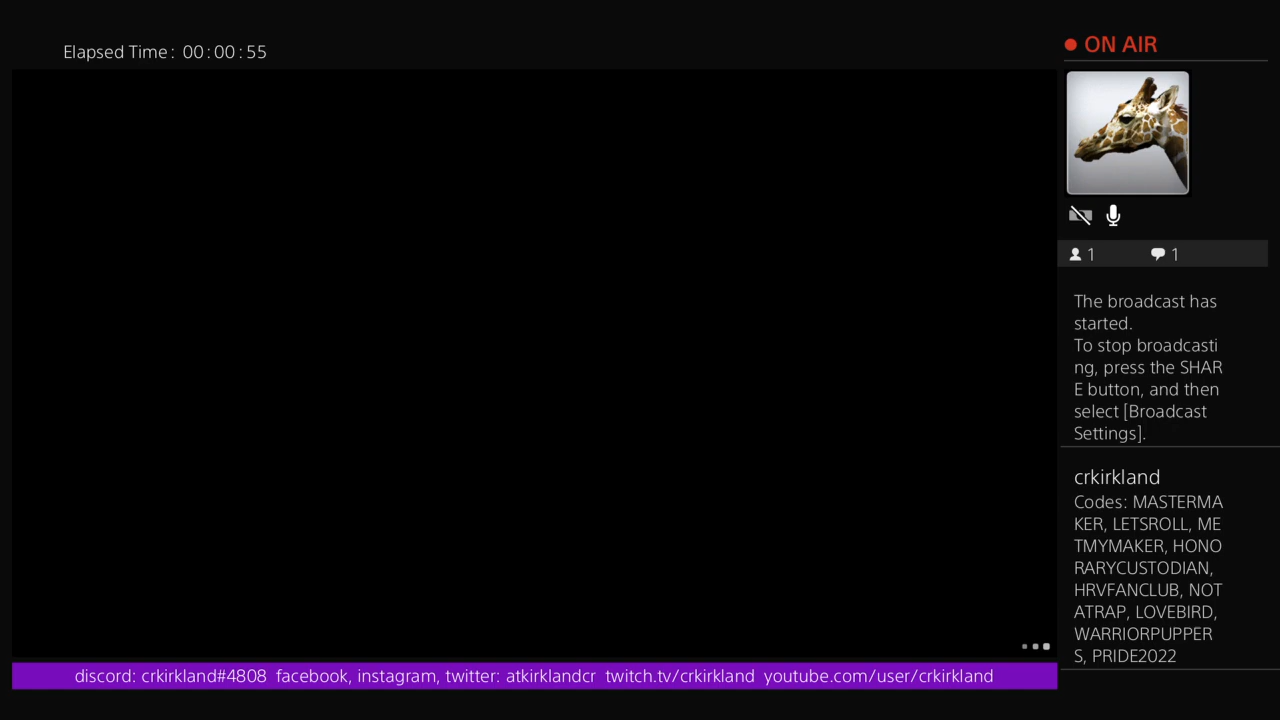 Elapsed Time: 00:00:55
ON AIR
1 1
The broadcast has
started.
To stop broadcasti
ng, press the SHAR
E button, and then
select [Broadcast
Settings].
crkirkland
Codes: MASTERMA
KER, LETSROLL, ME
TMYMAKER, HONO
RARYCUSTODIAN,
HRVFANCLUB, NOT
ATRAP, LOVEBIRD,
WARRIORPUPPER
S, PRIDE2022
discord: crkirkland#4808 facebook, instagram, twitter: atkirklandcr twitch.tv/crkirkland youtube.com/user/crkirkland